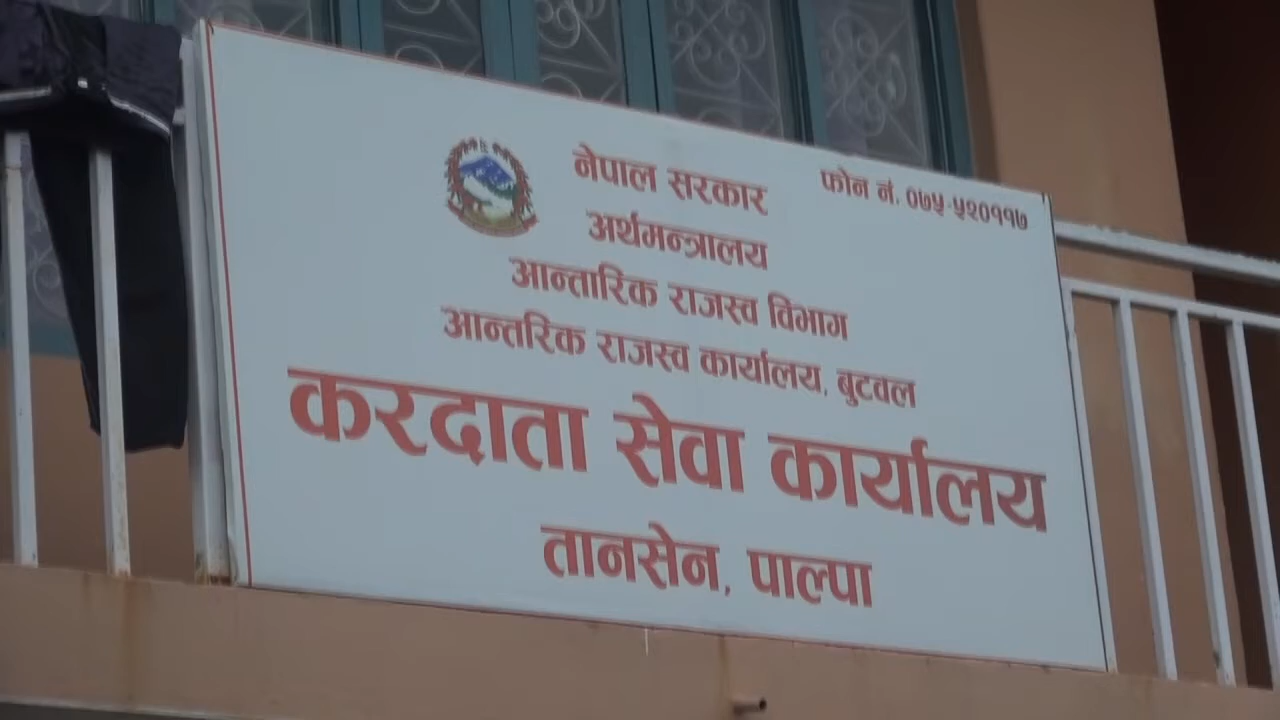 नेपाल सरकार
फोन नं. ०७५-५२०११७
अर्थमन्त्रालय
आन्तारिक राजस्व विभाग
आन्तरिक राजस्व कार्यालय, बुटवल
करदाता सेवा कार्यालय
तानसेन, पाल्पा